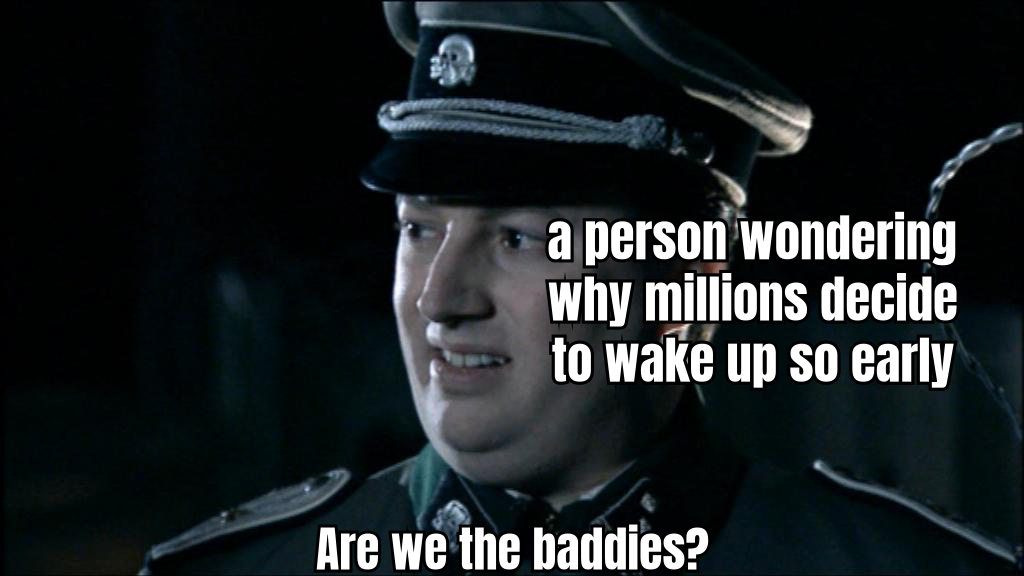 a person wondering
why millions decide
to wake up so early
Are we the baddies?